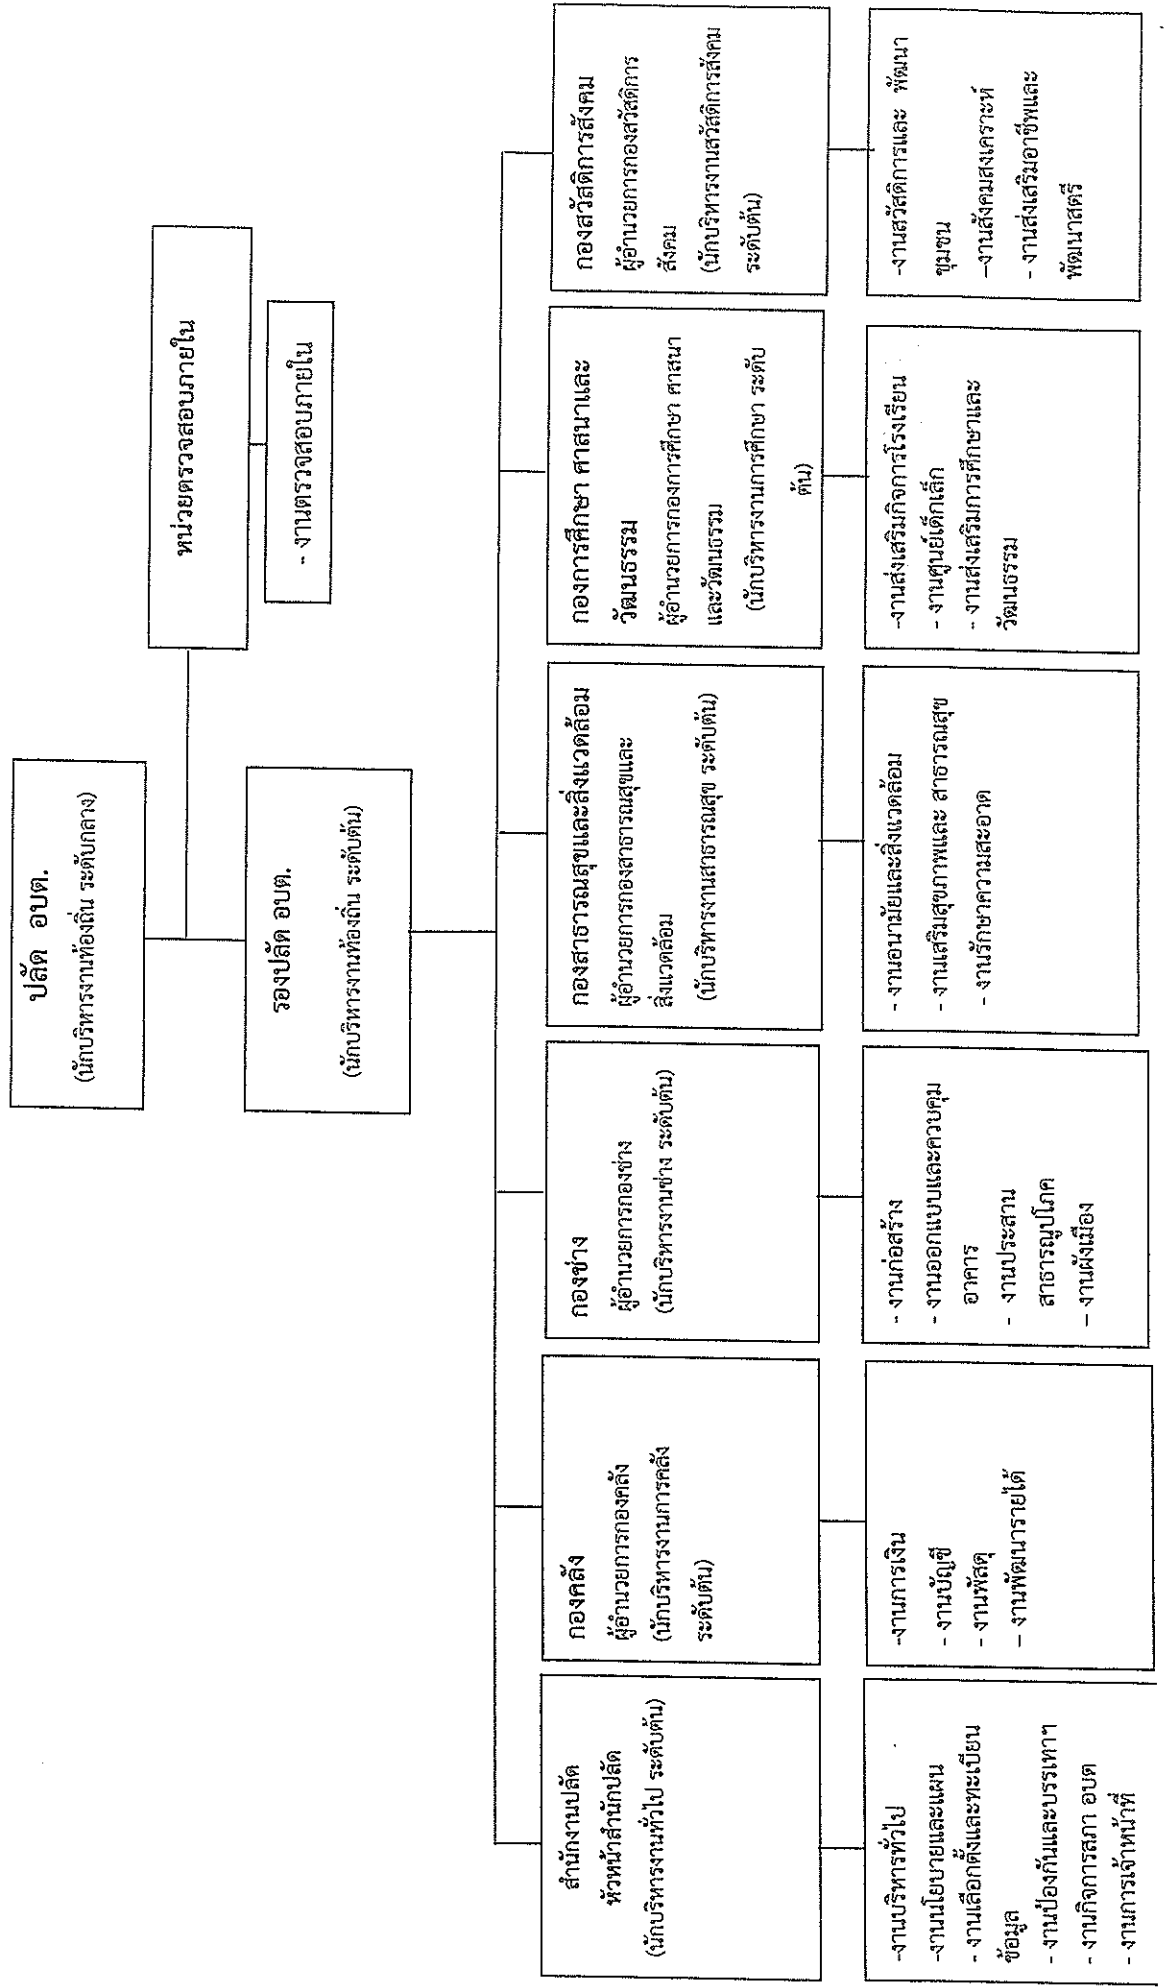 ปลัด อบต.
(นักบริหารงานท้องถิ่น ระดับกลาง)
หน่วยตรวจสอบภายใน
- งานตรวจสอบภายใน
รองปลัด อบต.
(นักบริหารงานท้องถิ่น ระดับต้น)
สำนักงานปลัด
หัวหน้าสำนักปลัด
(นักบริหารงานทั่วไป ระดับต้น)
กองคลัง
ผู้อำนวยการกองคลัง
(นักบริหารงานการคลัง
ระดับต้น)
กองช่าง
ผู้อำนวยการกองช่าง
(นักบริหารงานช่าง ระดับต้น)
กองสาธารณสุขและสิ่งแวดล้อม
ผู้อำนวยการกองสาธารณสุขและ
สิ่งแวดล้อม
(นักบริหารงานสาธารณสุข ระดับต้น)
กองการศึกษา ศาสนาและ
วัฒนธรรม
ผู้อำนวยการกองการศึกษา ศาสนา
และวัฒนธรรม
(นักบริหารงานการศึกษา ระดับ
ต้น)
กองสวัสดิการสังคม
ผู้อำนวยการกองสวัสดิการ
สังคม
(นักบริหารงานสวัสดิการสังคม
ระดับต้น)
-งานบริหารทั่วไป
-งานนโยบายและแผน
- งานเลือกตั้งและทะเบียน
ข้อมูล
- งานป้องกันและบรรเทาฯ
- งานกิจการสภา อบต
- งานการเจ้าหน้าที่
-งานการเงิน
- งานบัญชี
- งานพัสดุ
– งานพัฒนารายได้
- งานก่อสร้าง
- งานออกแบบและควบคุม
อาคาร
- งานประสาน
สาธารณูปโภค
– งานผังเมือง
- งานอนามัยและสิ่งแวดล้อม
- งานเสริมสุขภาพและ สาธารณสุข
- งานรักษาความสะอาด
-งานส่งเสริมกิจการโรงเรียน
- งานศูนย์เด็กเล็ก
- งานส่งเสริมการศึกษาและ
วัฒนธรรม
-งานสวัสดิการและ พัฒนา
ชุมชน
–งานสังคมสงเคราะห์
- งานส่งเสริมอาชีพและ
พัฒนาสตรี